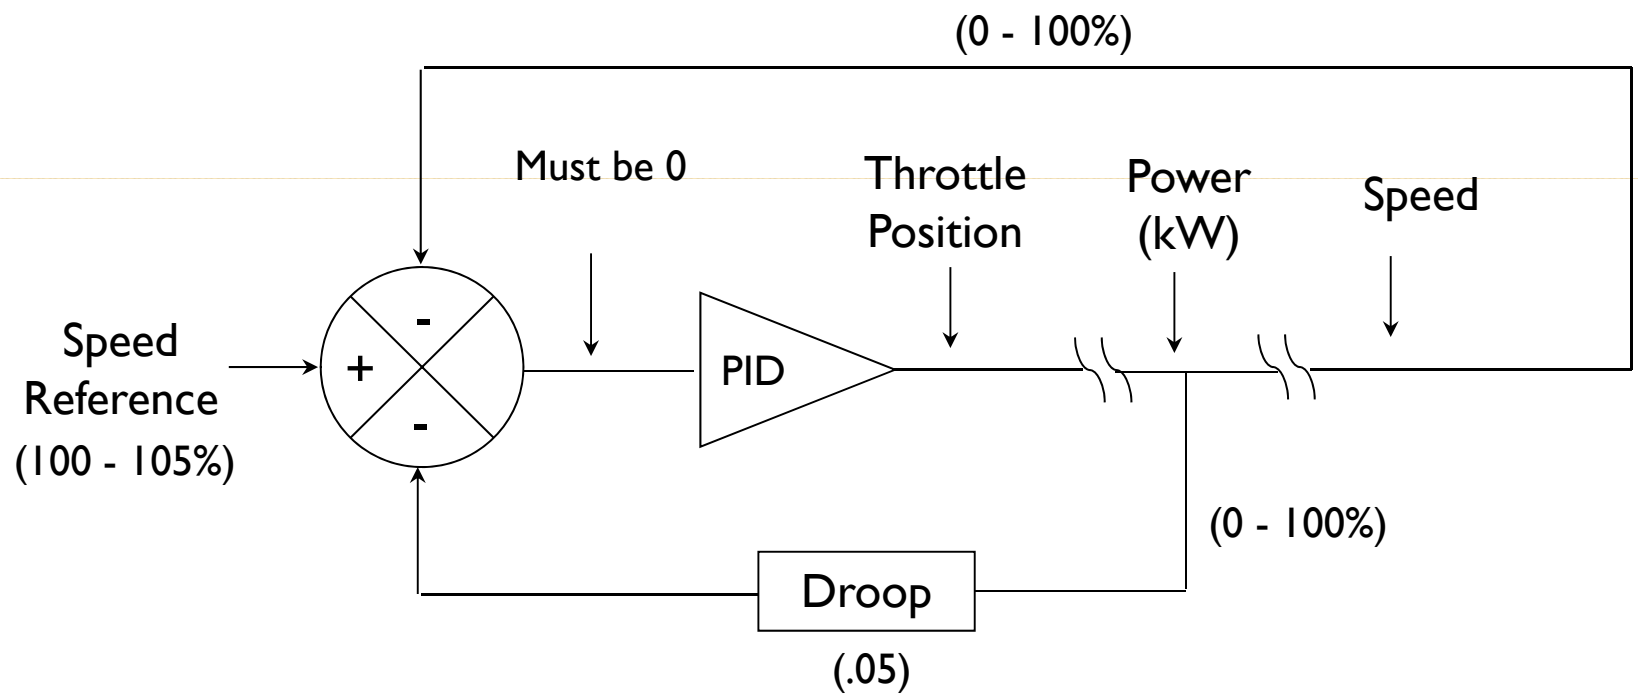 (0 - 100%)
Must be 0
Throttle
Position
Power
(kW)
Speed
-
+
-
Speed
Reference
(100 - 105%)
PID
(0 - 100%)
Droop
(.05)